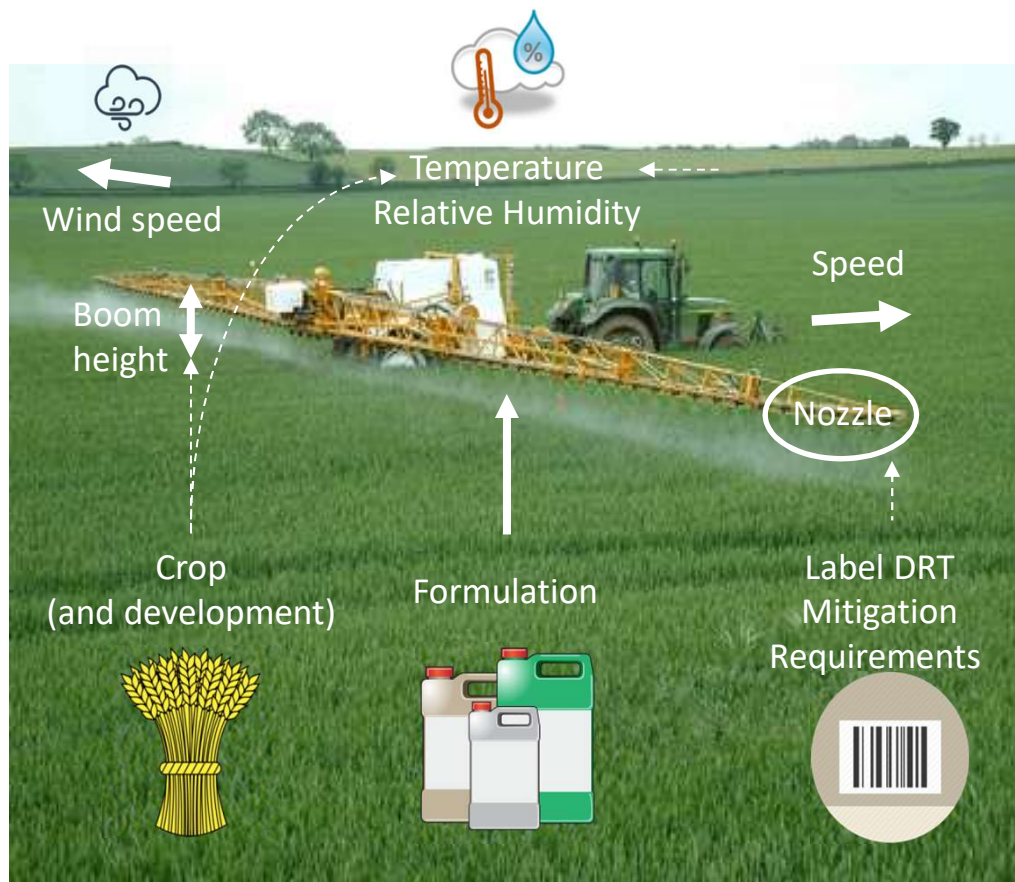 %
Temperature
Relative Humidity
Wind speed
Speed
Boom
height
Nozzle
Crop
(and development)
Formulation
Label DRT
Mitigation
Requirements